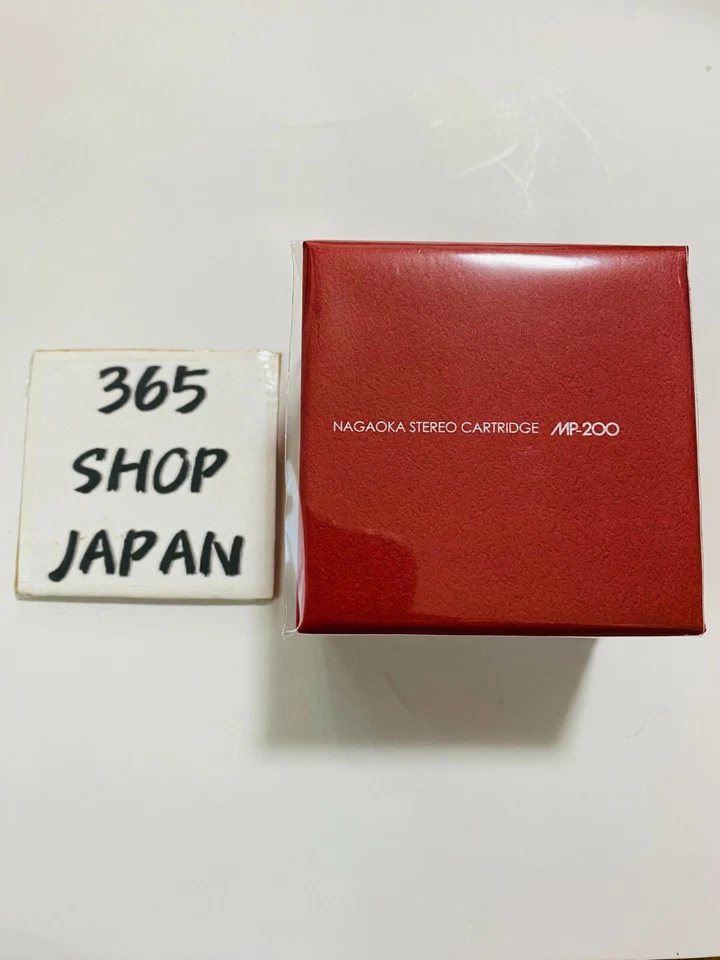 365
SHOP
JAPAN
NAGAOKA STEREO CARTRIDGE MP-200